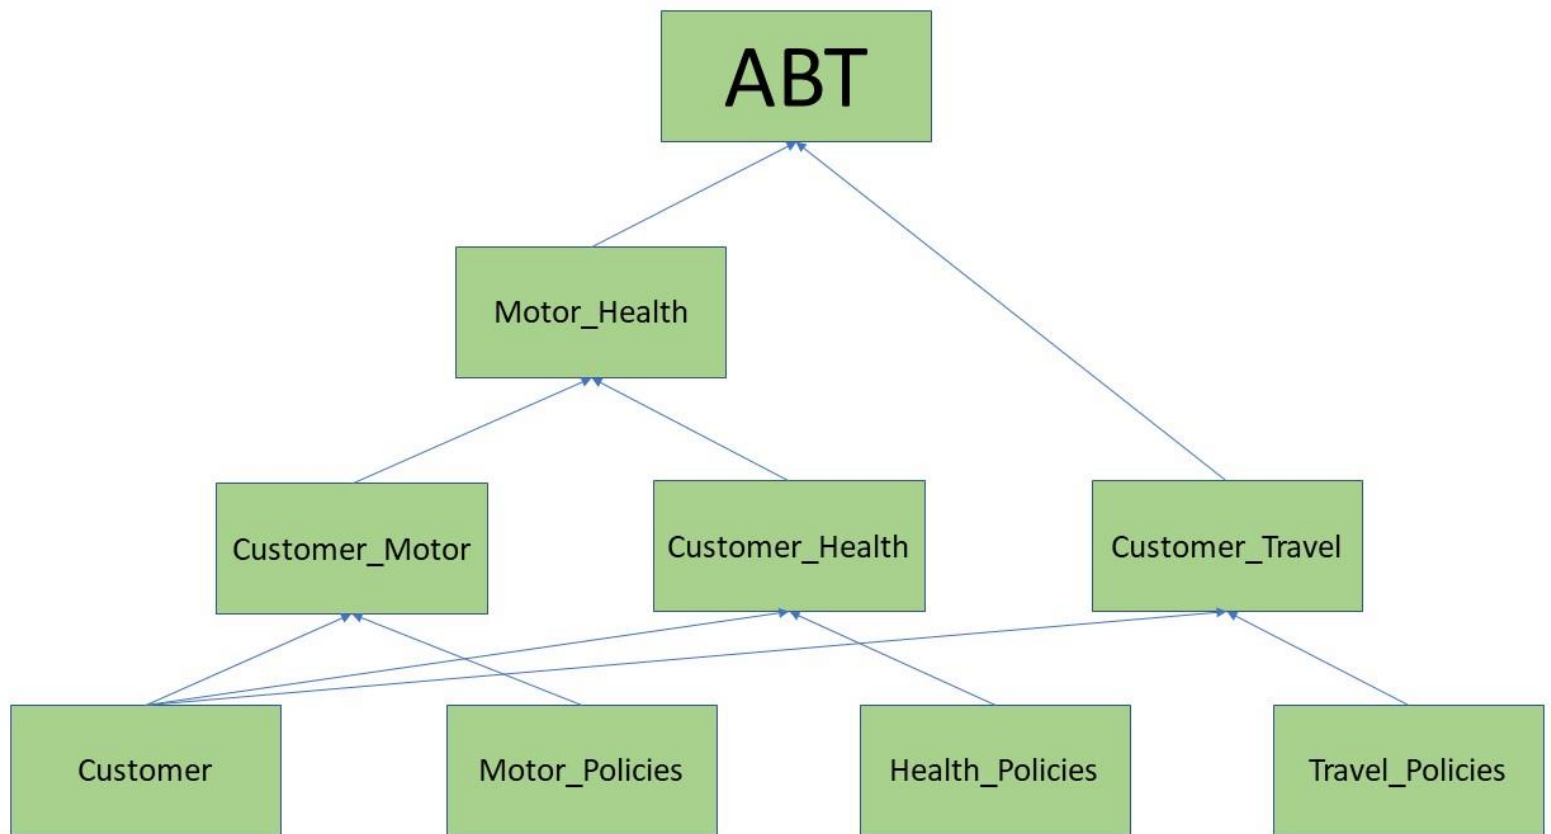 ABT
Motor_Health
Customer_Motor
Customer_Health
Customer_Travel
Customer
Motor_Policies
Health_Policies
Travel_Policies